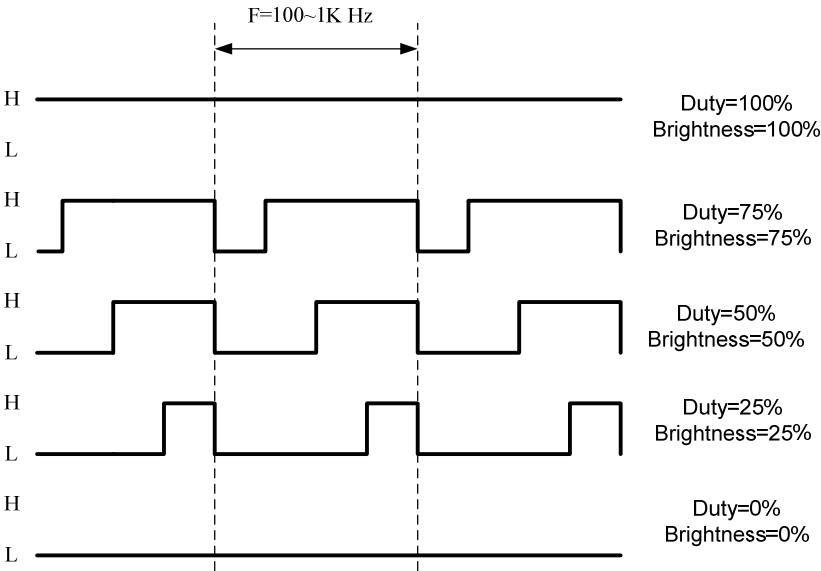 F=100~1K Hz
H
Duty=100%
Brightness=100%
L
H
Duty=75%
Brightness=75%
L
H
Duty=50%
Brightness=50%
L
H
Duty=25%
Brightness=25%
L
H
Duty=0%
Brightness=0%
L